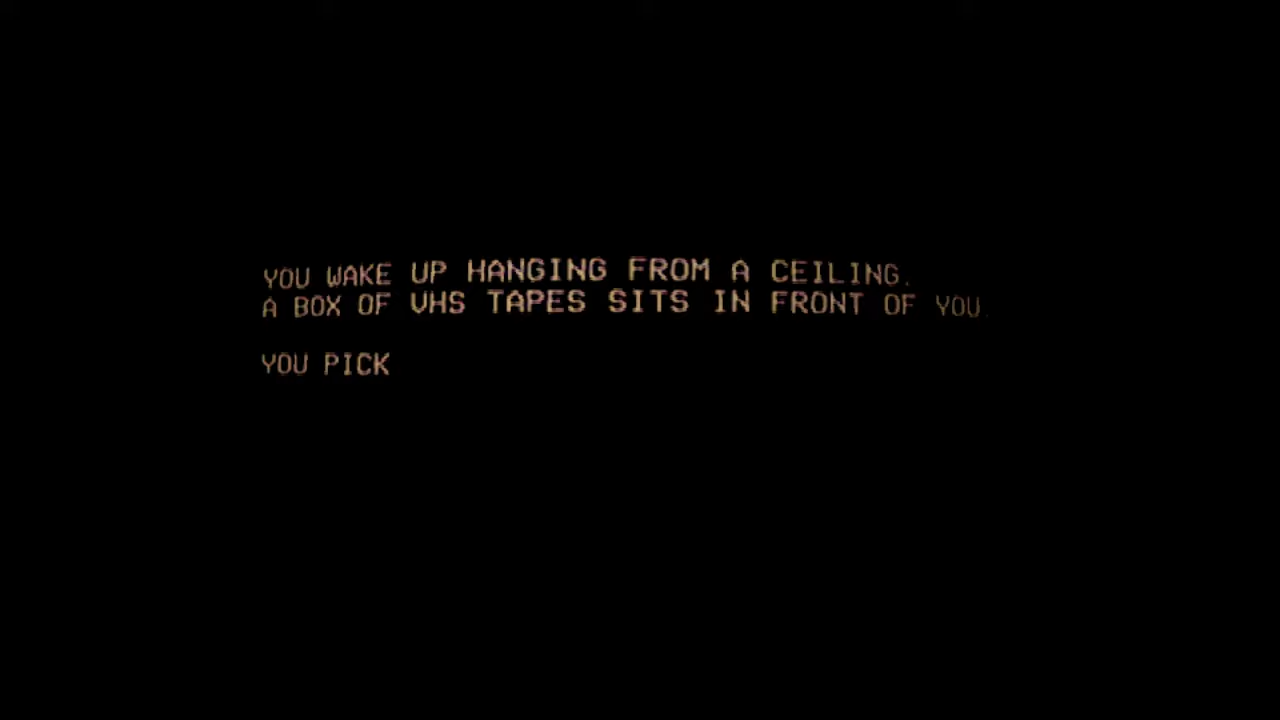 YOU WAKE UP HANGING FROM A CEILING.
A BOX OF VHS TAPES SITS IN FRONT OF YOU.
YOU PICK